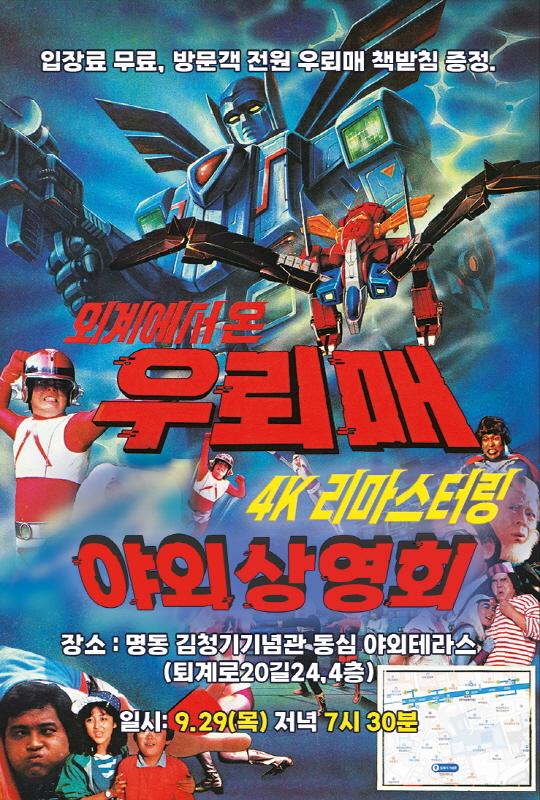 입장료 무료, 방문객 전원 우뢰매 책받침 증정.
외계에서 온
우뢰매
4K 리마스터링
야외상영회
장소 : 명동 김청기기념관 동심 야외테라스
(퇴계로20길24,4층)
일시: 9.29(목) 저녁 7시 30분